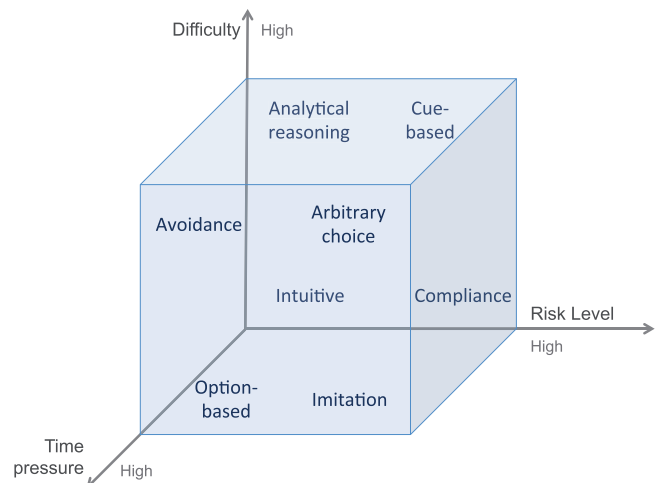 Difficulty
High
Analytical
reasoning
Cue-
based
Avoidance
Arbitrary
choice
Intuitive
Compliance
Risk Level
High
Option-
based
Imitation
Time
pressure
High